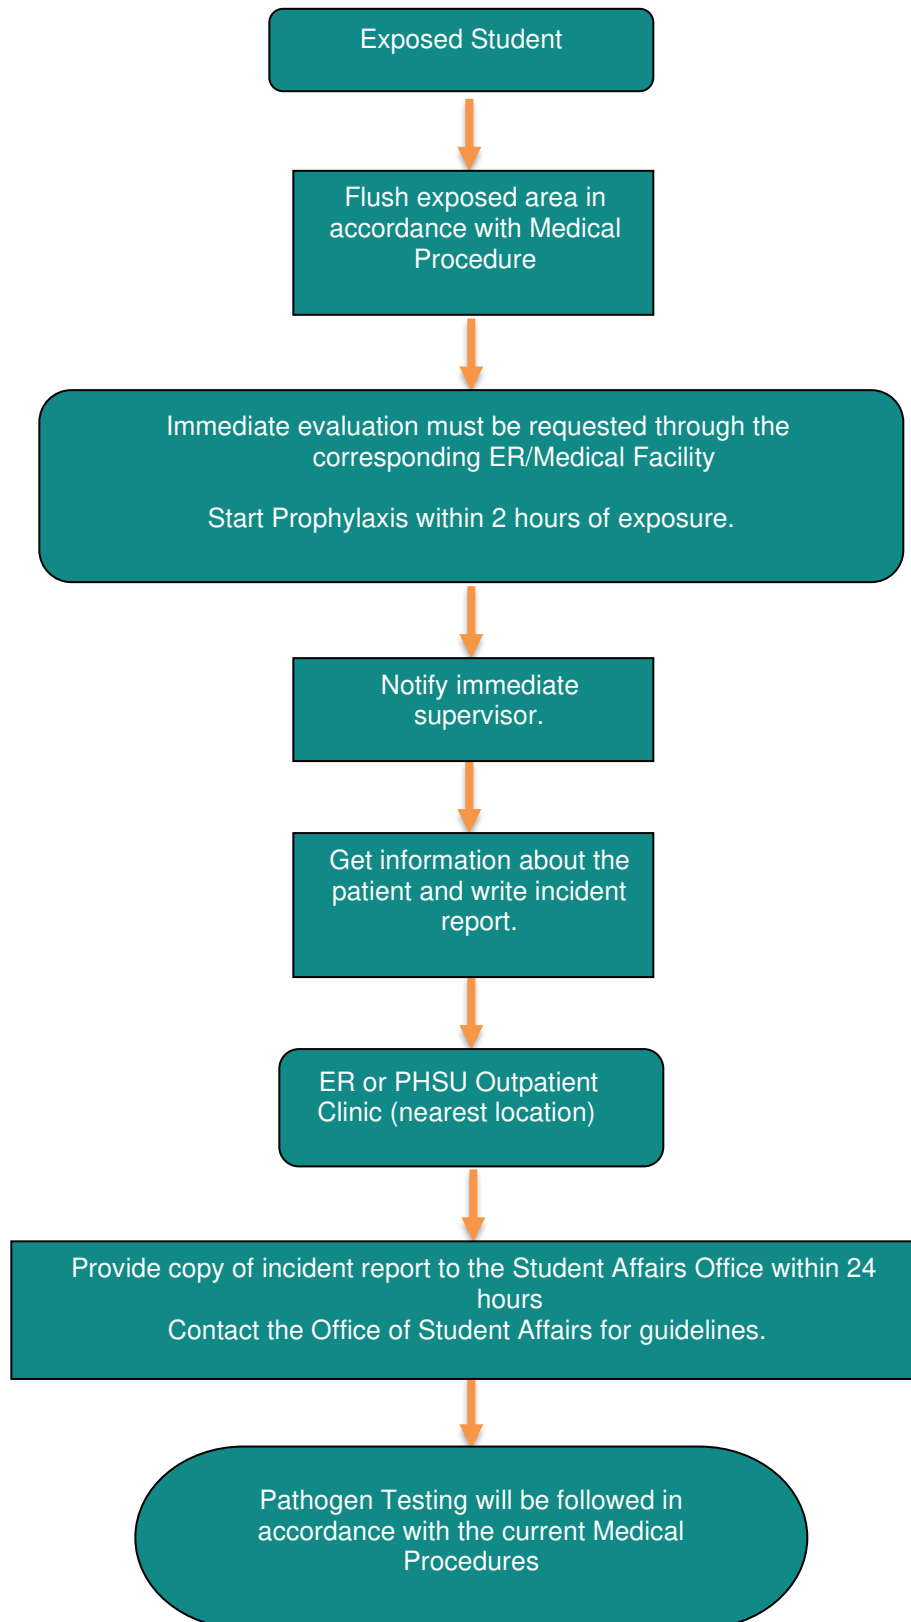 Exposed Student
Flush exposed area in
accordance with Medical
Procedure
Immediate evaluation must be requested through the
corresponding ER/Medical Facility
Start Prophylaxis within 2 hours of exposure.
Notify immediate
supervisor.
Get information about the
patient and write incident
report.
ER or PHSU Outpatient
Clinic (nearest location)
Provide copy of incident report to the Student Affairs Office within 24
hours
Contact the Office of Student Affairs for guidelines.
Pathogen Testing will be followed in
accordance with the current Medical
Procedures